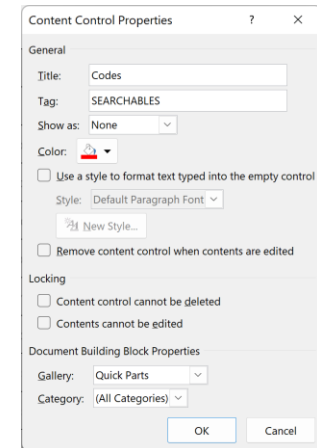 Content Control Properties ? ×
General
Title: Codes
Tag: SEARCHABLES
Show as: None
Color:
Use a style to format text typed into the empty control
Style: Default Paragraph Font
New Style...
Remove content control when contents are edited
Locking
Content control cannot be deleted
Contents cannot be edited
Document Building Block Properties
Gallery: Quick Parts
Category: (All Categories)
OK Cancel